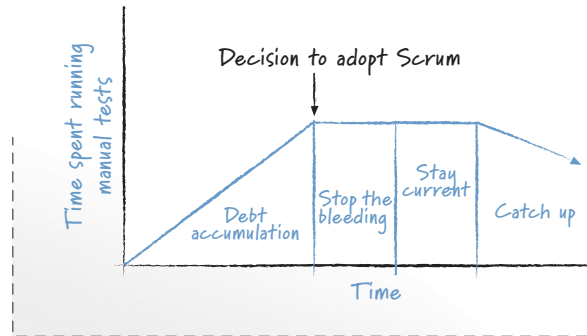 Decision to adopt Scrum
Time spent running
manual tests
Debt
accumulation
Stop the
bleeding
Stay
current
Catch up
Time